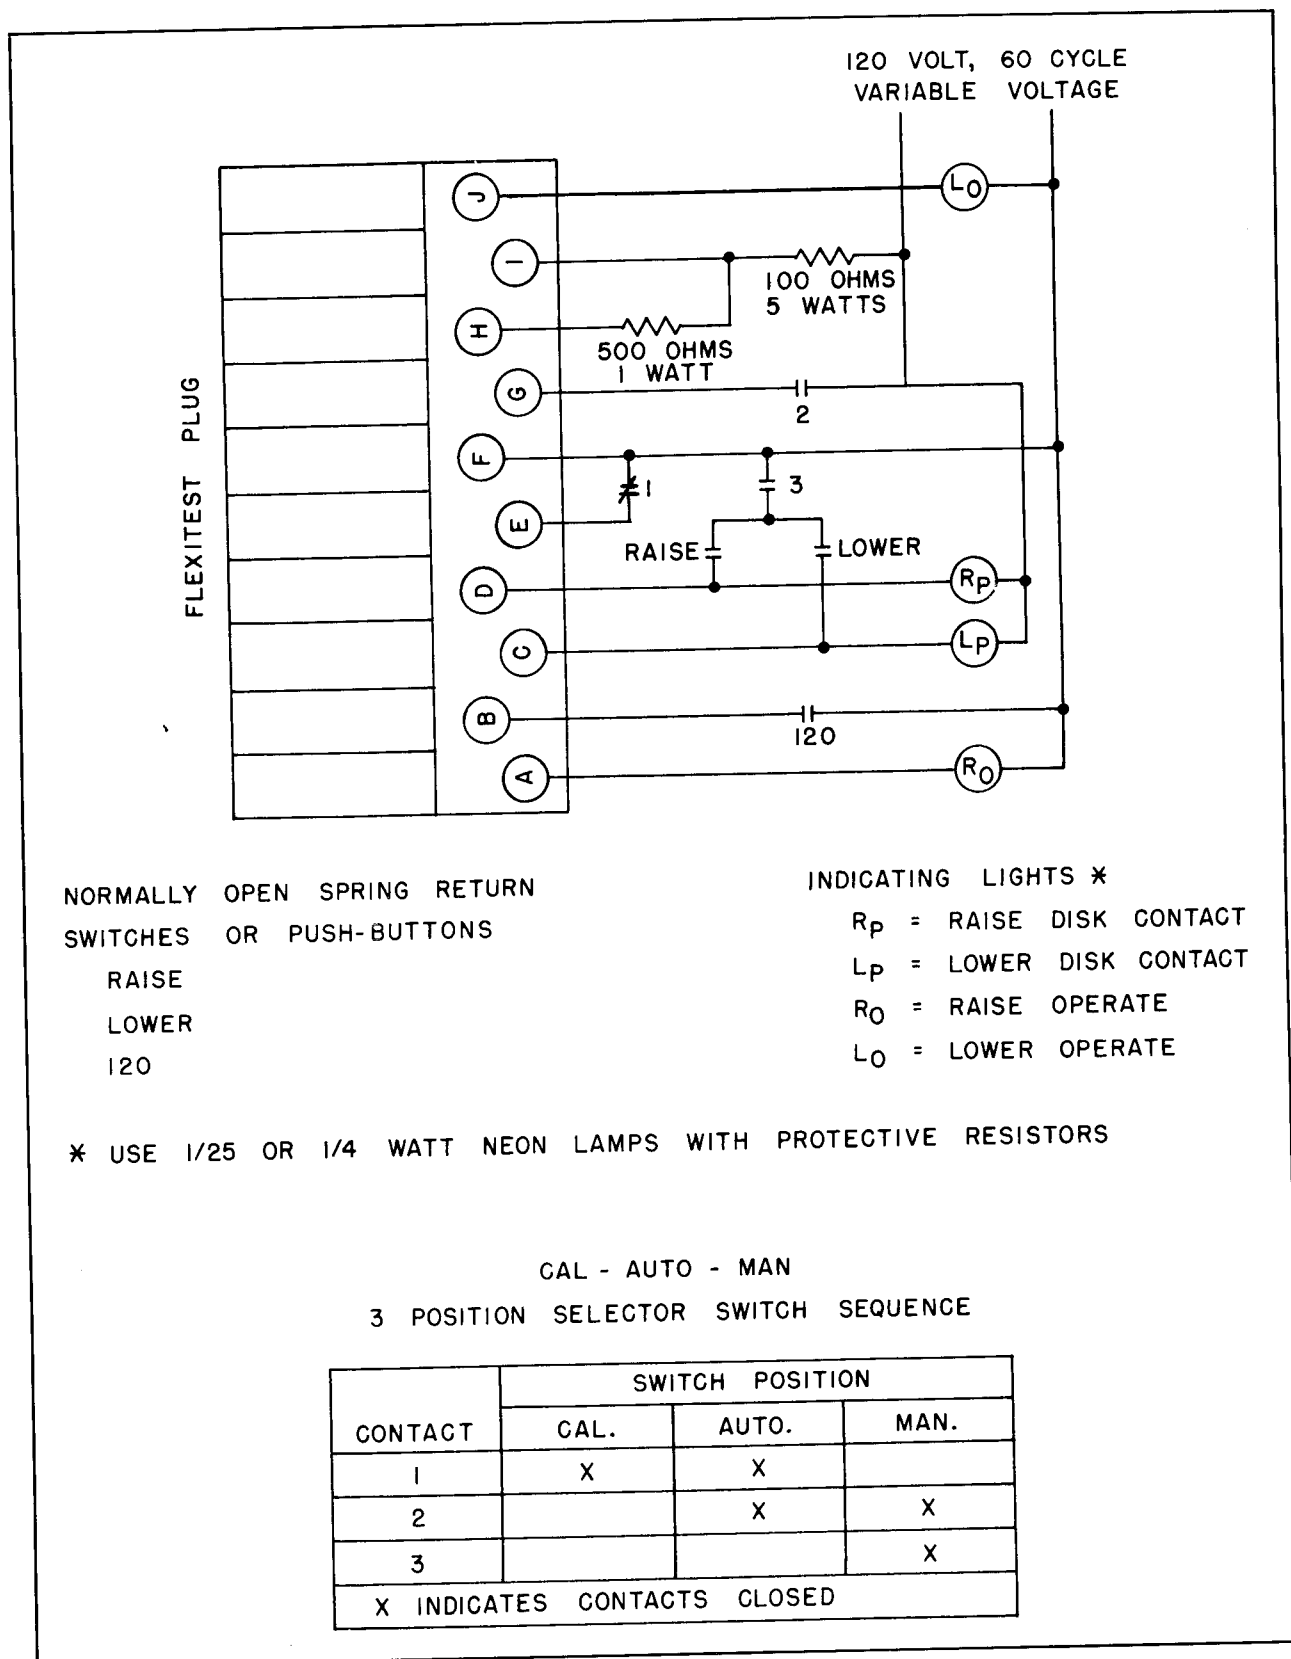 120 VOLT, 60 CYCLE
VARIABLE VOLTAGE
FLEXITEST PLUG
J
LO
I
100 OHMS
5 WATTS
H
500 OHMS
1 WATT
G
2
F
1
3
E
RAISE
LOWER
D
RP
C
LP
B
120
A
RO
NORMALLY OPEN SPRING RETURN
SWITCHES OR PUSH-BUTTONS
RAISE
LOWER
120
INDICATING LIGHTS *
RP = RAISE DISK CONTACT
LP = LOWER DISK CONTACT
RO = RAISE OPERATE
LO = LOWER OPERATE
* USE 1/25 OR 1/4 WATT NEON LAMPS WITH PROTECTIVE RESISTORS
CAL - AUTO - MAN
3 POSITION SELECTOR SWITCH SEQUENCE
SWITCH POSITION
CONTACT CAL. AUTO. MAN.
1 X X
2 X X
3 X
X INDICATES CONTACTS CLOSED